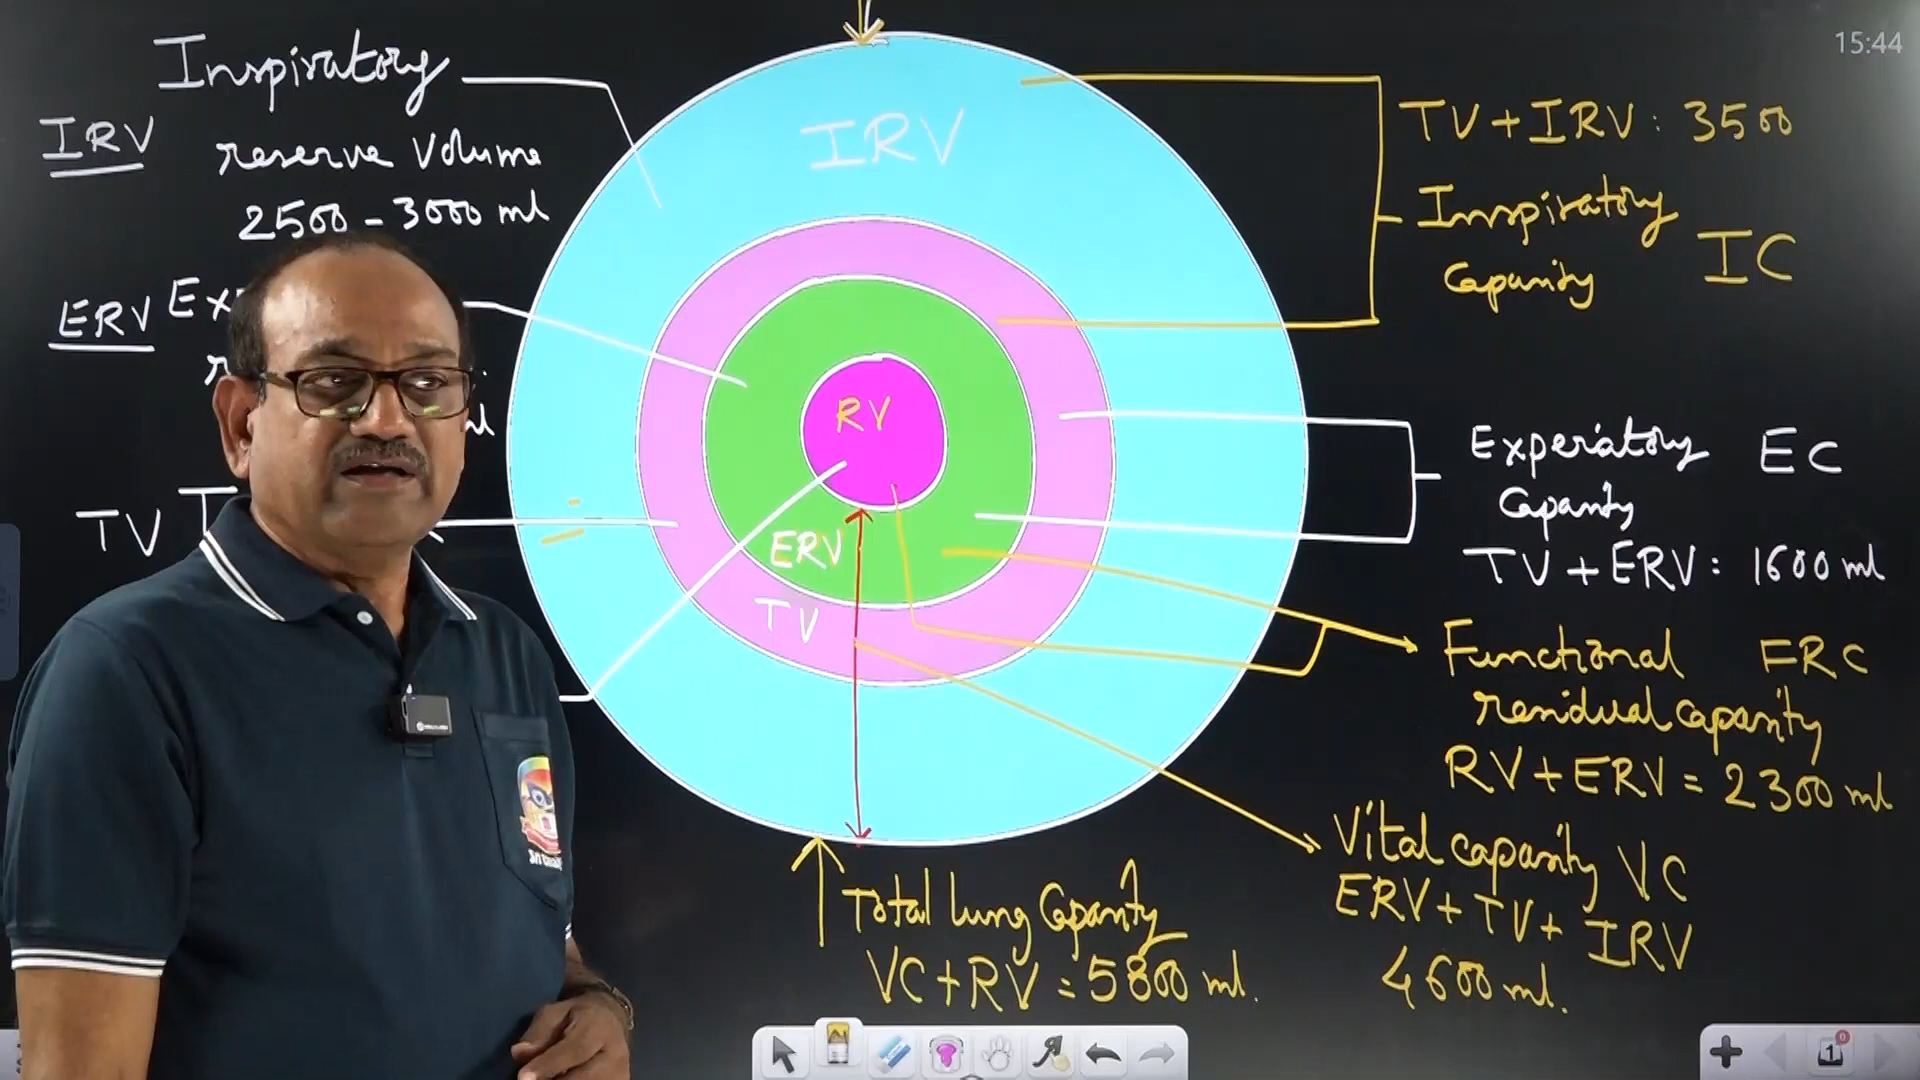 15:44
Inspiratory
IRV
reserve Volume
2500 - 3000 ml
ERV
TV
IRV
RV
ERV
TV
TV + IRV : 3500
Inspiratory
Capacity
IC
Experiatory EC
Capacity
TV + ERV : 1600 ml
Functional FRC
residual capacity
RV + ERV = 2300 ml
Vital capacity VC
ERV + TV + IRV
4600 ml.
Total lung Capacity
VC + RV = 5800 ml.
1